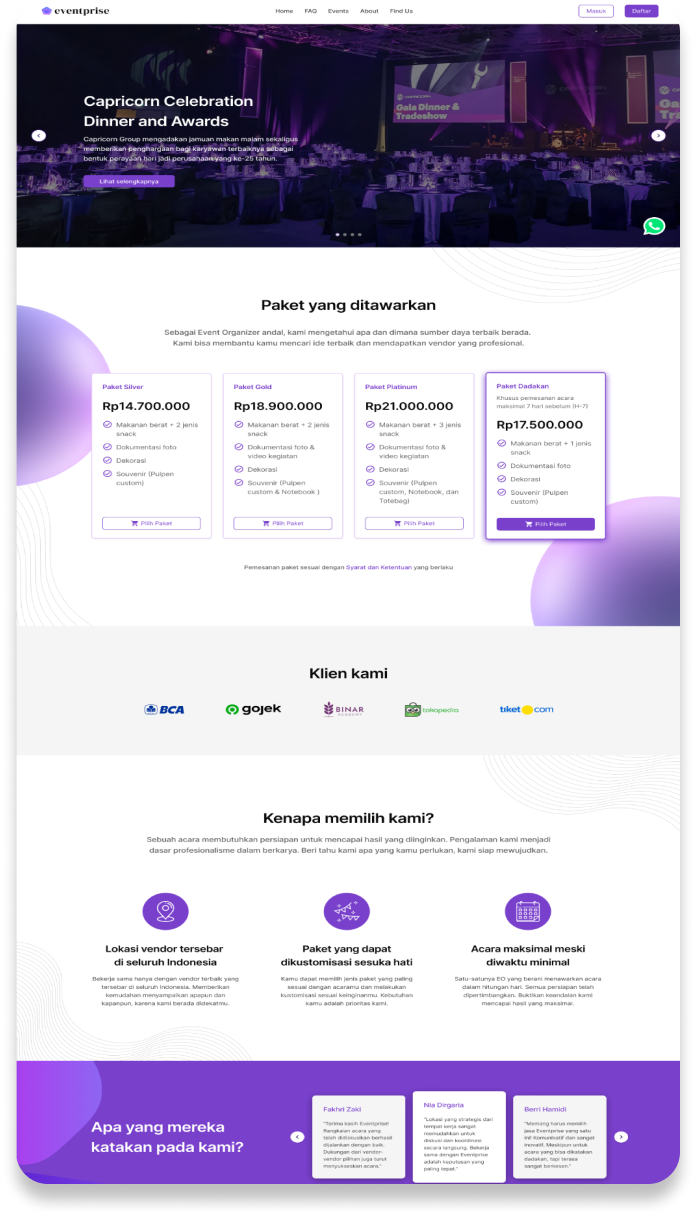 eventprise
Home FAQ Events About Find Us
Masuk Daftar
CAPRICORN
Gala Dinner &
Tradeshow
Capricorn Celebration
Dinner and Awards
Capricorn Group mengadakan jamuan makan malam sekaligus
memberikan penghargaan bagi karyawan terbaiknya sebagai
bentuk perayaan hari jadi perusahaan yang ke-25 tahun.
Lihat selengkapnya
Paket yang ditawarkan
Sebagai Event Organizer andal, kami mengetahui apa dan dimana sumber daya terbaik berada.
Kami bisa membantu kamu mencari ide terbaik dan mendapatkan vendor yang profesional.
Paket Silver
Rp14.700.000
Makanan berat + 2 jenis
snack
Dokumentasi foto
Dekorasi
Souvenir (Pulpen
custom)
Pilih Paket
Paket Gold
Rp18.900.000
Makanan berat + 2 jenis
snack
Dokumentasi foto &
video kegiatan
Dekorasi
Souvenir (Pulpen
custom & Notebook )
Pilih Paket
Paket Platinum
Rp21.000.000
Makanan berat + 3 jenis
snack
Dokumentasi foto &
video kegiatan
Dekorasi
Souvenir (Pulpen
custom, Notebook, dan
Totebag)
Pilih Paket
Paket Dadakan
Khusus pemesanan acara
maksimal 7 hari sebelum (H-7)
Rp17.500.000
Makanan berat + 1 jenis
snack
Dokumentasi foto
Dekorasi
Souvenir (Pulpen
custom)
Pilih Paket
Pemesanan paket sesuai dengan Syarat dan Ketentuan yang berlaku
Klien kami
BCA
gojek
BINAR
ACADEMY
tokopedia
tiket com
Kenapa memilih kami?
Sebuah acara membutuhkan persiapan untuk mencapai hasil yang diinginkan. Pengalaman kami menjadi
dasar profesionalisme dalam berkarya. Beri tahu kami apa yang kamu perlukan, kami siap mewujudkan.
Lokasi vendor tersebar
di seluruh Indonesia
Bekerja sama hanya dengan vendor terbaik yang
tersebar di seluruh Indonesia. Memberikan
kemudahan menyampaikan apapun dan
kapanpun, karena kami berada didekatmu.
Paket yang dapat
dikustomisasi sesuka hati
Kamu dapat memilih jenis paket yang paling
sesuai dengan acaramu dan melakukan
kustomisasi sesuai keinginanmu. Kebutuhan
kamu adalah prioritas kami.
Acara maksimal meski
diwaktu minimal
Satu-satunya EO yang berani menawarkan acara
dalam hitungan hari. Semua persiapan telah
dipertimbangkan. Buktikan keandalan kami
mencapai hasil yang maksimal.
Apa yang mereka
katakan pada kami?
Fakhri Zaki
"Terima kasih Eventprise!
Rangkaian acara yang
telah didiskusikan berhasil
dijalankan dengan baik.
Dukungan dari vendor-
vendor pilihan juga turut
menyukseskan acara."
Nia Dirgaria
"Lokasi yang strategis dari
tempat kerja sangat
memudahkan untuk
diskusi dan koordinasi
secara langsung. Bekerja
sama dengan Eventprise
adalah keputusan yang
paling tepat."
Berri Hamidi
"Memang harus memilih
jasa Eventprise yang satu
ini! Komunikatif dan sangat
inovatif. Meskipun untuk
acara yang bisa dikatakan
dadakan, tapi terasa
sangat berkesan."